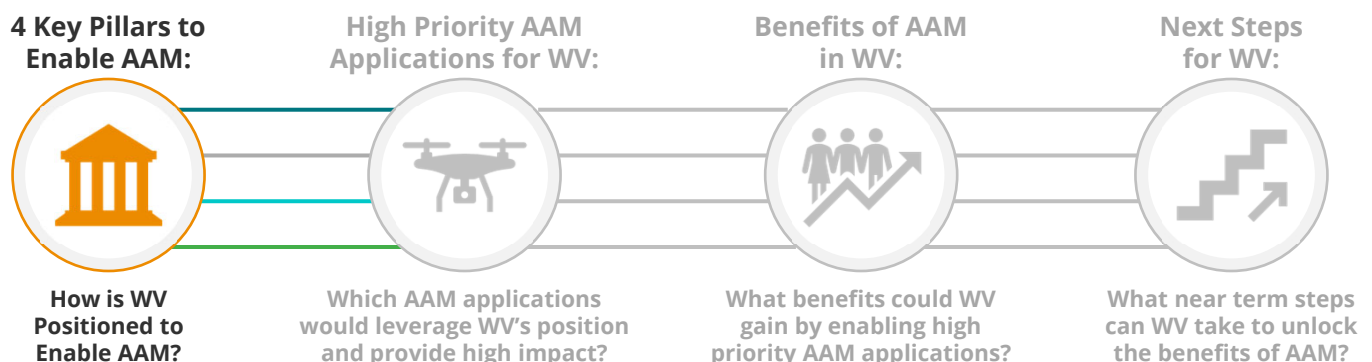 4 Key Pillars to
Enable AAM:
High Priority AAM
Applications for WV:
Benefits of AAM
in WV:
Next Steps
for WV:
How is WV
Positioned to
Enable AAM?
Which AAM applications
would leverage WV's position
and provide high impact?
What benefits could WV
gain by enabling high
priority AAM applications?
What near term steps
can WV take to unlock
the benefits of AAM?